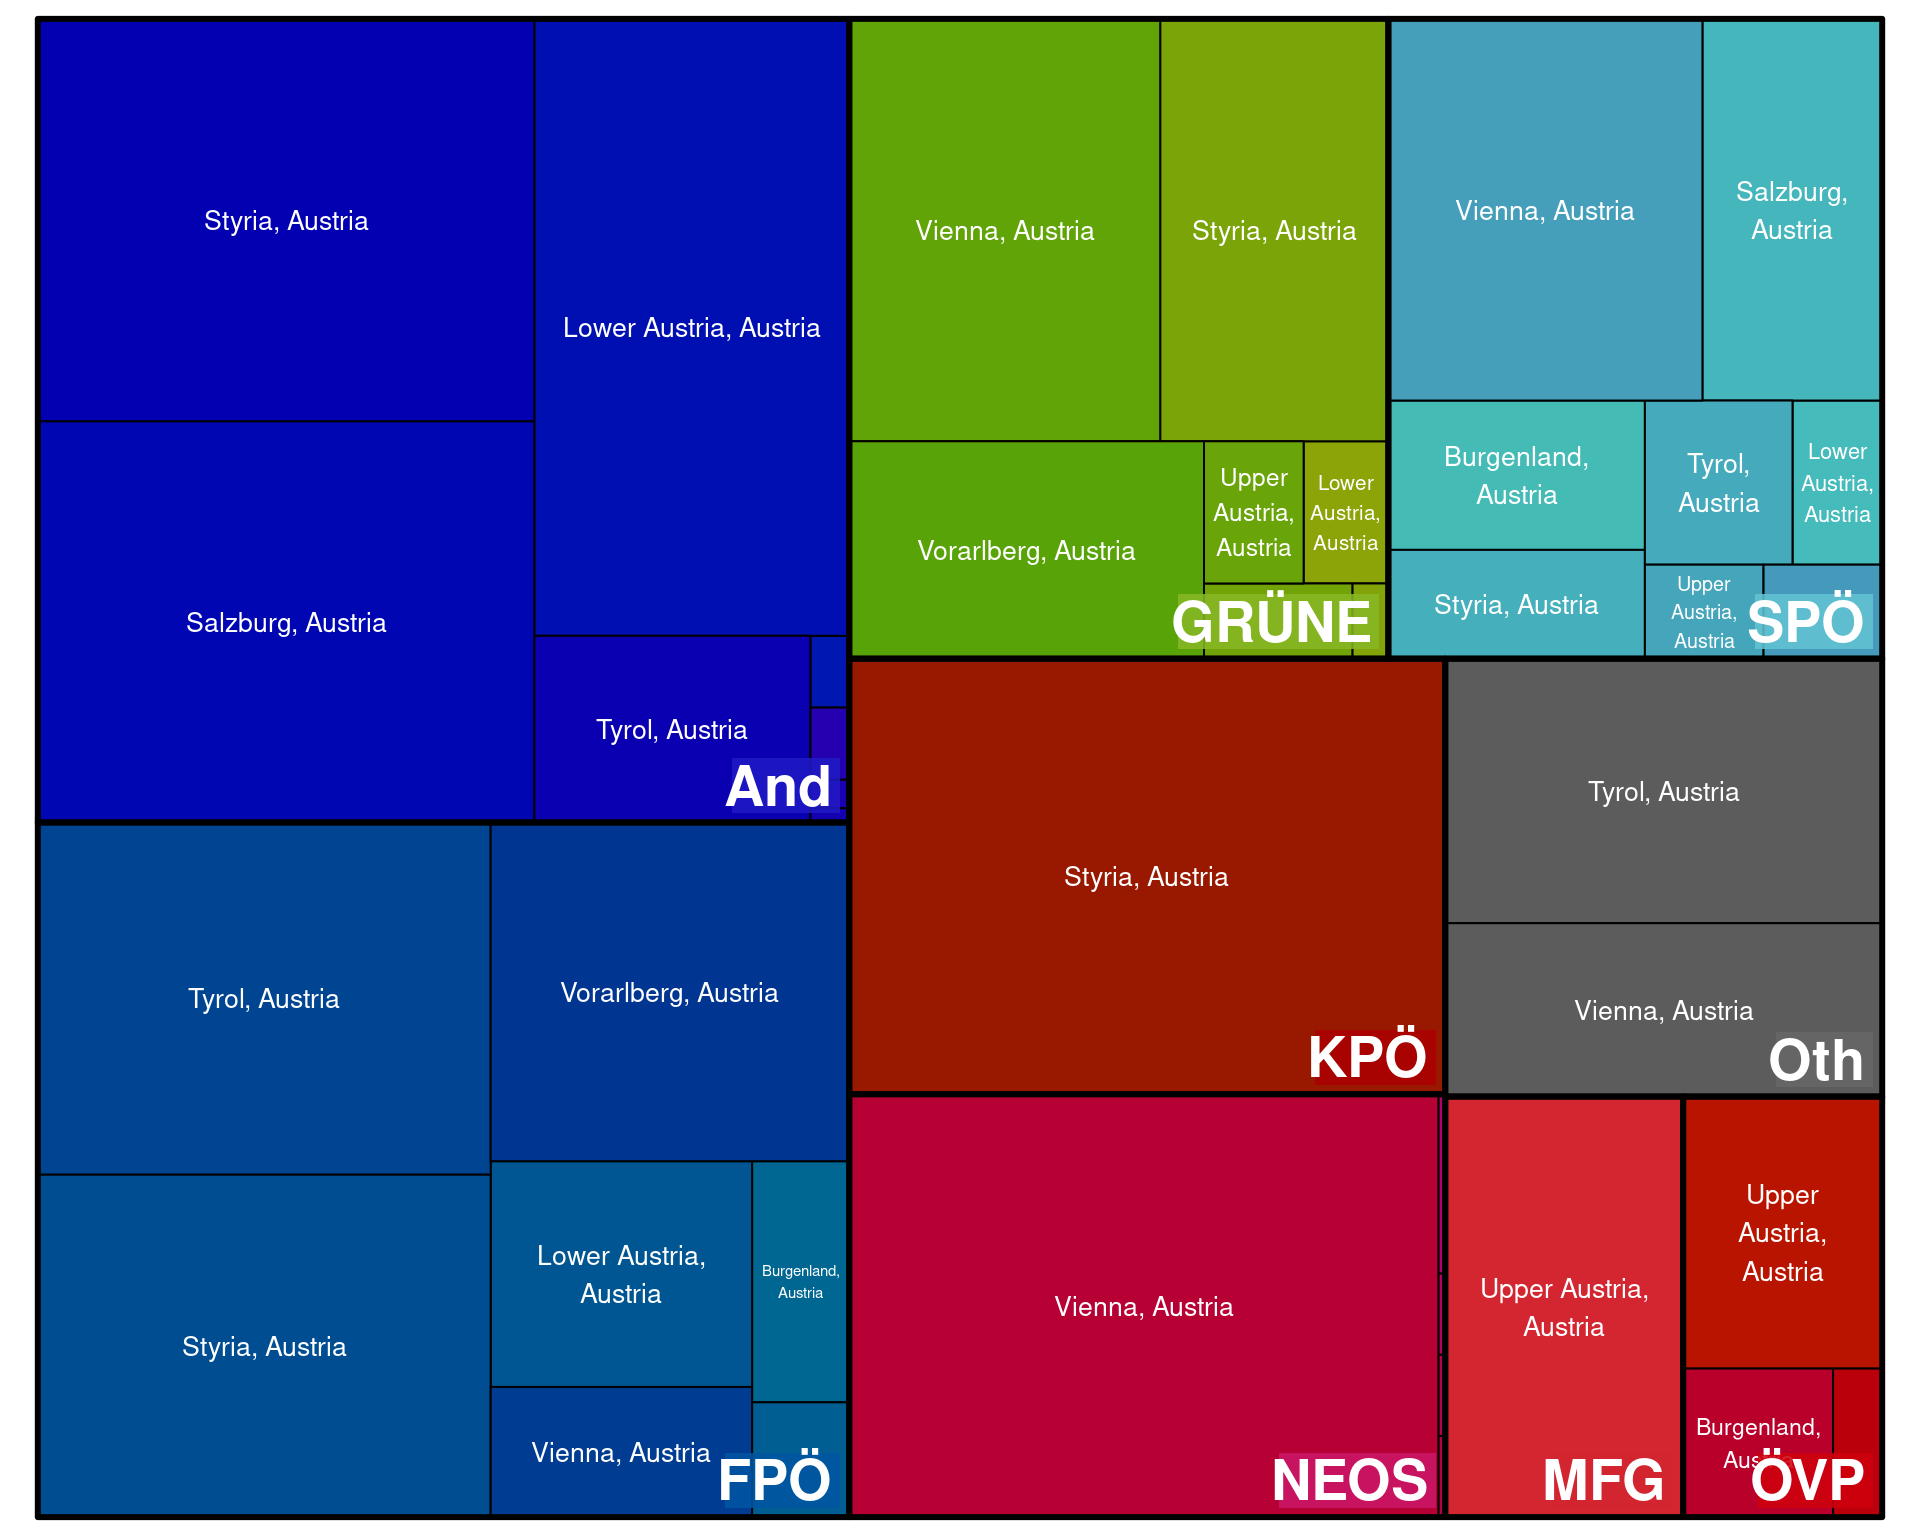 Styria, Austria
Salzburg, Austria
Lower Austria, Austria
Tyrol, Austria
And
Tyrol, Austria
Styria, Austria
Vorarlberg, Austria
Lower Austria,
Austria
Burgenland,
Austria
Vienna, Austria
FPÖ
Vienna, Austria
Styria, Austria
Vorarlberg, Austria
Upper
Austria,
Austria
Lower
Austria,
Austria
GRÜNE
Vienna, Austria
Salzburg,
Austria
Burgenland,
Austria
Styria, Austria
Tyrol,
Austria
Lower
Austria,
Austria
Upper
Austria,
Austria
SPÖ
Styria, Austria
KPÖ
Tyrol, Austria
Vienna, Austria
Oth
Vienna, Austria
NEOS
Upper Austria,
Austria
MFG
Upper
Austria,
Austria
Burgenland,
ÖVP